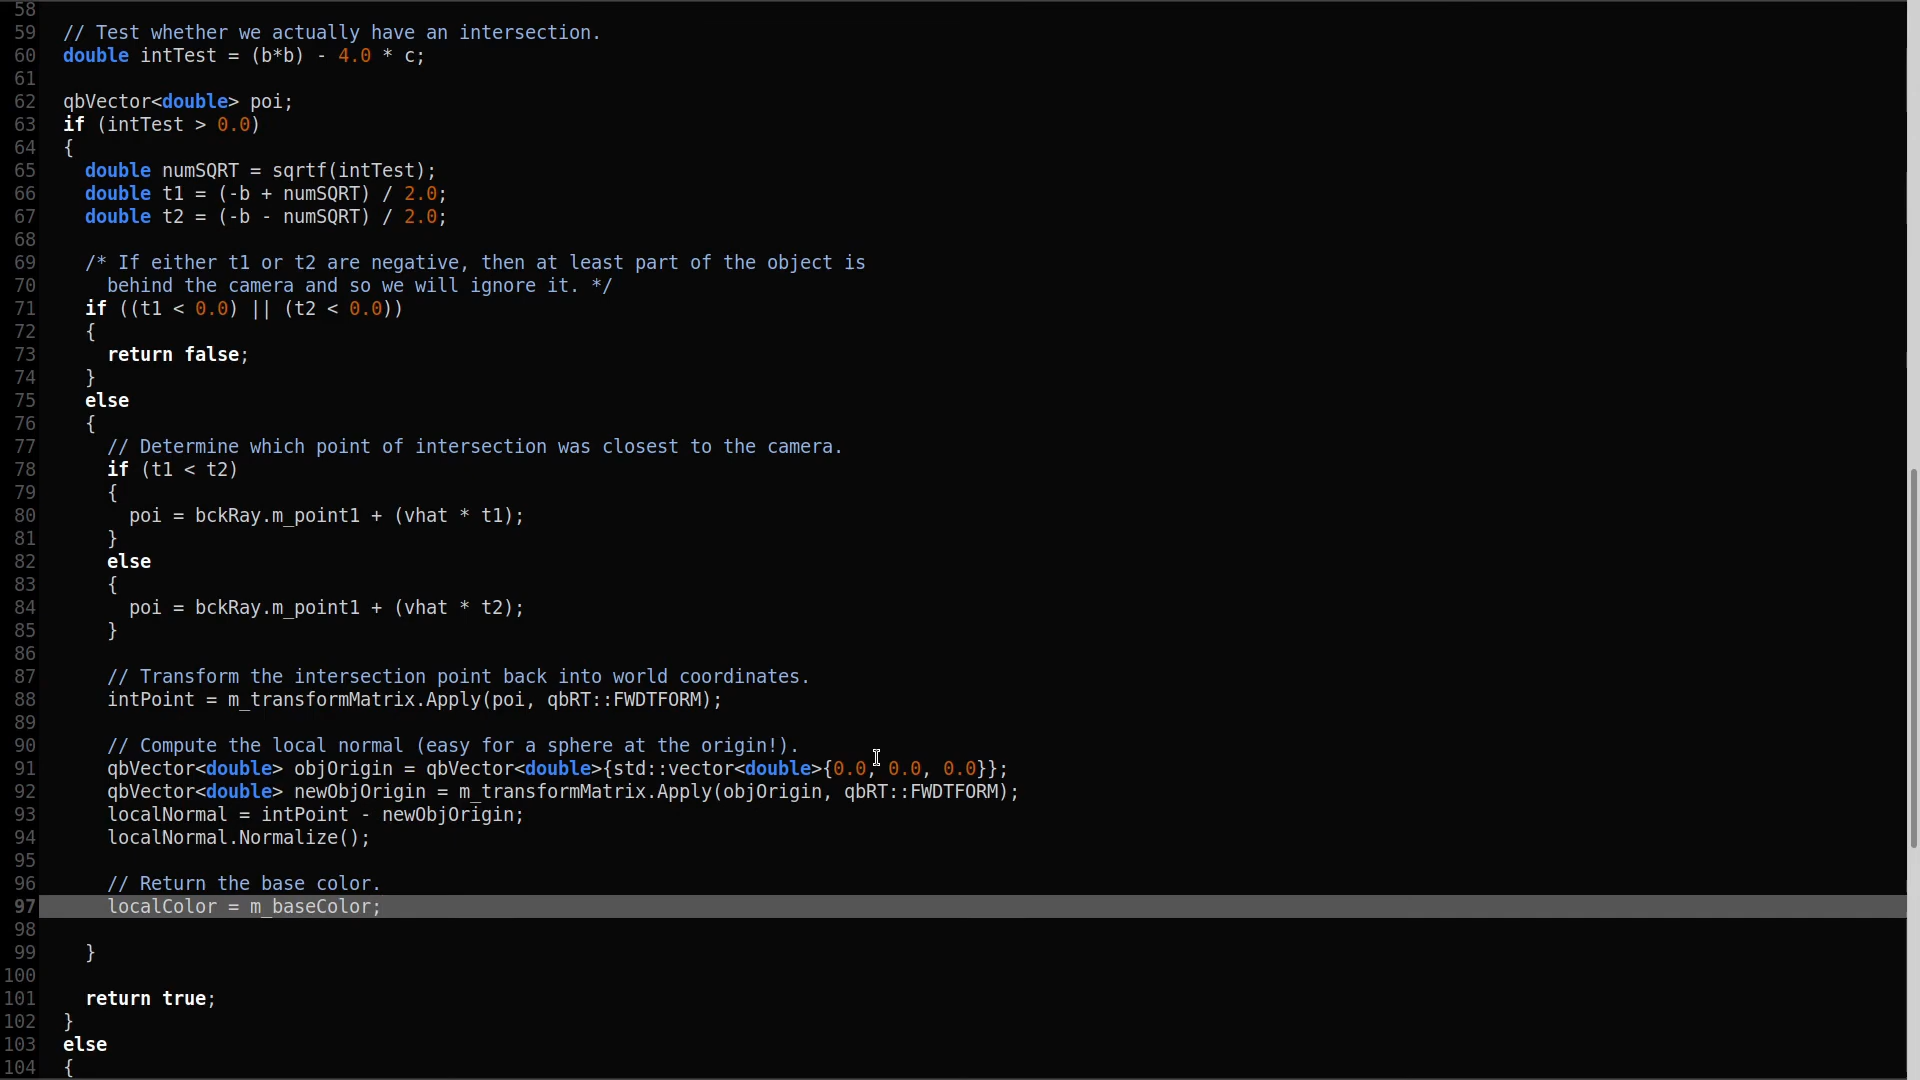 58
59 // Test whether we actually have an intersection.
60 double intTest = (b*b) - 4.0 * c;
61
62 qbVector<double> poi;
63 if (intTest > 0.0)
64 {
65 double numSQRT = sqrtf(intTest);
66 double t1 = (-b + numSQRT) / 2.0;
67 double t2 = (-b - numSQRT) / 2.0;
68
69 /* If either t1 or t2 are negative, then at least part of the object is
70 behind the camera and so we will ignore it. */
71 if ((t1 < 0.0) || (t2 < 0.0))
72 {
73 return false;
74 }
75 else
76 {
77 // Determine which point of intersection was closest to the camera.
78 if (t1 < t2)
79 {
80 poi = bckRay.m_point1 + (vhat * t1);
81 }
82 else
83 {
84 poi = bckRay.m_point1 + (vhat * t2);
85 }
86
87 // Transform the intersection point back into world coordinates.
88 intPoint = m_transformMatrix.Apply(poi, qbRT::FWDTFORM);
89
90 // Compute the local normal (easy for a sphere at the origin!).
91 qbVector<double> objOrigin = qbVector<double>{std::vector<double>{0.0, 0.0, 0.0}};
92 qbVector<double> newObjOrigin = m_transformMatrix.Apply(objOrigin, qbRT::FWDTFORM);
93 localNormal = intPoint - newObjOrigin;
94 localNormal.Normalize();
95
96 // Return the base color.
97 localColor = m_baseColor;
98
99 }
100
101 return true;
102 }
103 else
104 {